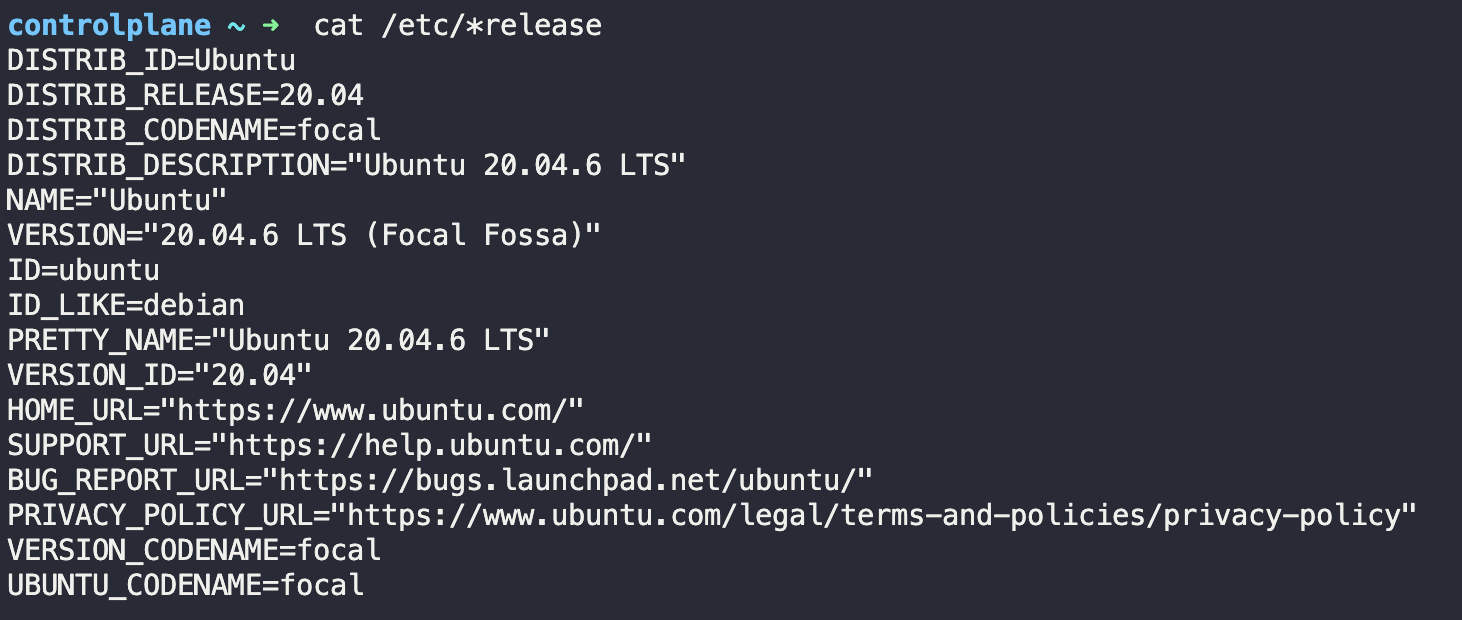 controlplane ~ ➜  cat /etc/*release
DISTRIB_ID=Ubuntu
DISTRIB_RELEASE=20.04
DISTRIB_CODENAME=focal
DISTRIB_DESCRIPTION="Ubuntu 20.04.6 LTS"
NAME="Ubuntu"
VERSION="20.04.6 LTS (Focal Fossa)"
ID=ubuntu
ID_LIKE=debian
PRETTY_NAME="Ubuntu 20.04.6 LTS"
VERSION_ID="20.04"
HOME_URL="https://www.ubuntu.com/"
SUPPORT_URL="https://help.ubuntu.com/"
BUG_REPORT_URL="https://bugs.launchpad.net/ubuntu/"
PRIVACY_POLICY_URL="https://www.ubuntu.com/legal/terms-and-policies/privacy-policy"
VERSION_CODENAME=focal
UBUNTU_CODENAME=focal